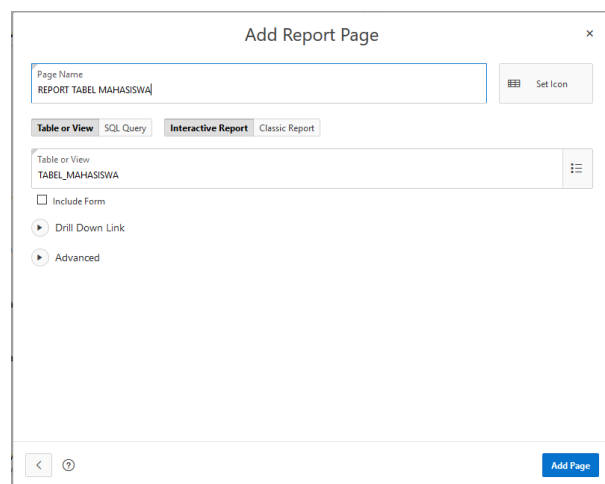 Add Report Page
Page Name
REPORT TABEL MAHASISWA
Set Icon
Table or View SQL Query Interactive Report Classic Report
Table or View
TABEL_MAHASISWA
Include Form
Drill Down Link
Advanced
Add Page